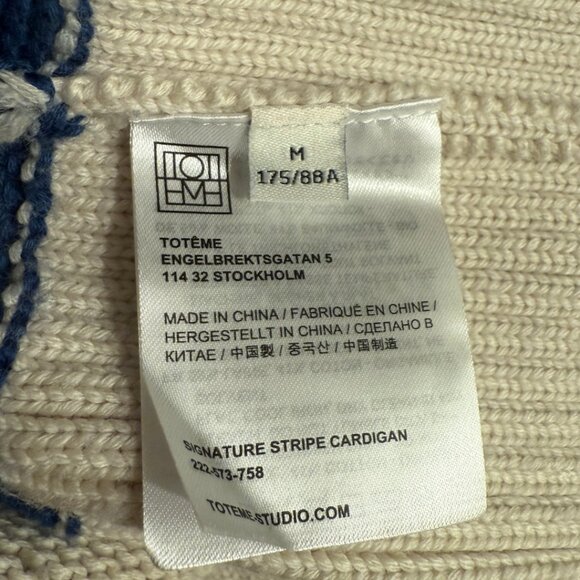 TOT
EME
M
175/88A
TOTÊME
ENGELBREKTSGATAN 5
114 32 STOCKHOLM
MADE IN CHINA / FABRIQUÉ EN CHINE /
HERGESTELLT IN CHINA / СДЕЛАНО В
КИТАЕ / 中国製 / 중국산 / 中国制造
SIGNATURE STRIPE CARDIGAN
222-573-758
TOTEME-STUDIO.COM